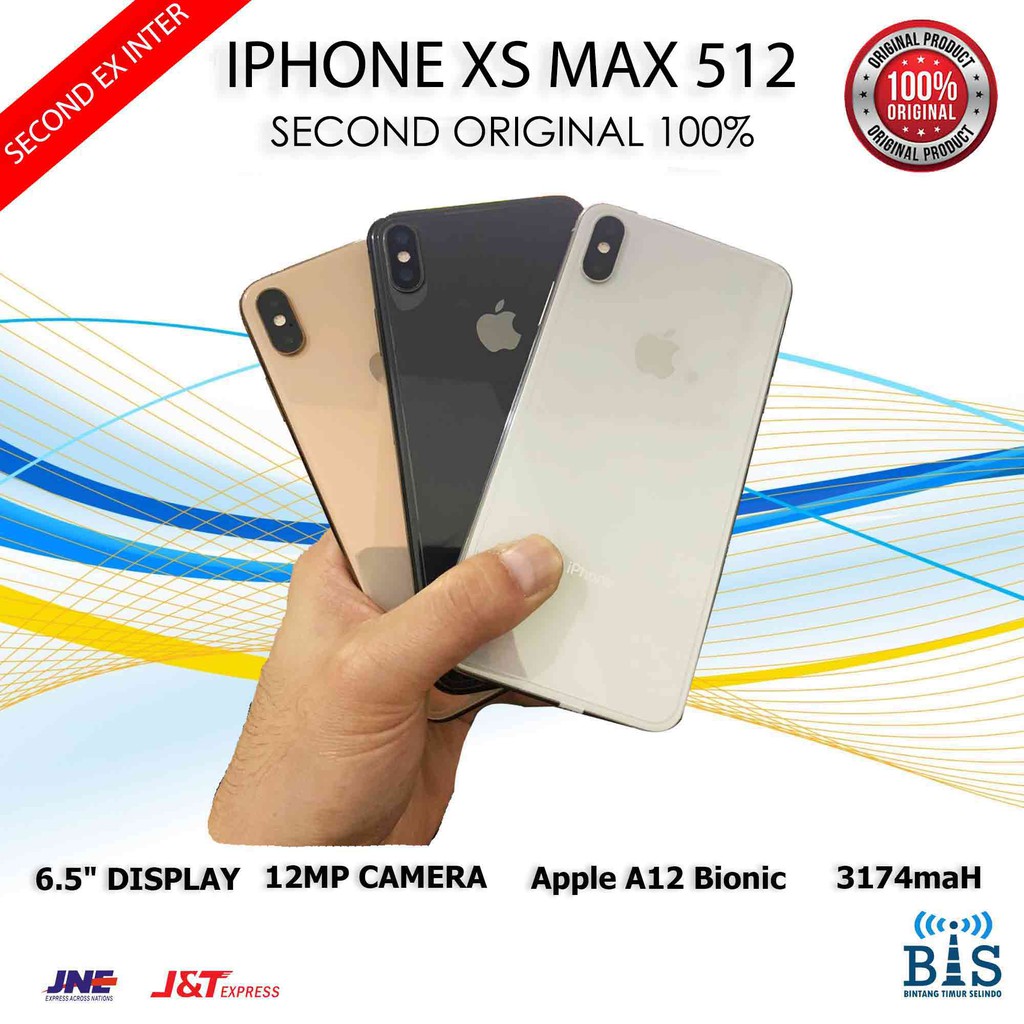 SECOND EX INTER
IPHONE XS MAX 512
SECOND ORIGINAL 100%
ORIGINAL PRODUCT
100%
ORIGINAL
ORIGINAL PRODUCT
iPhone
6.5" DISPLAY
12MP CAMERA
Apple A12 Bionic
3174maH
JNE
EXPRESS ACROSS NATIONS
J&T EXPRESS
BIS
BINTANG TIMUR SELINDO